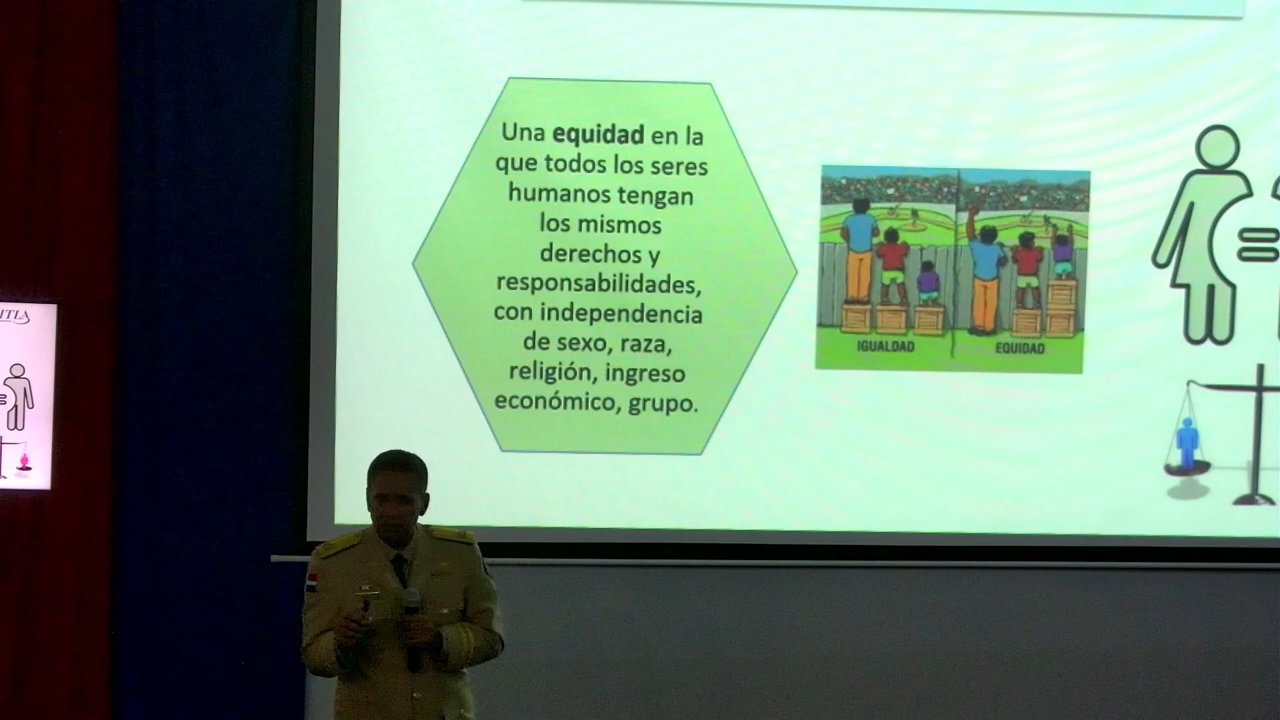 Una equidad en la
que todos los seres
humanos tengan
los mismos
derechos y
responsabilidades,
con independencia
de sexo, raza,
religión, ingreso
económico, grupo.
IGUALDAD
EQUIDAD
ITLA